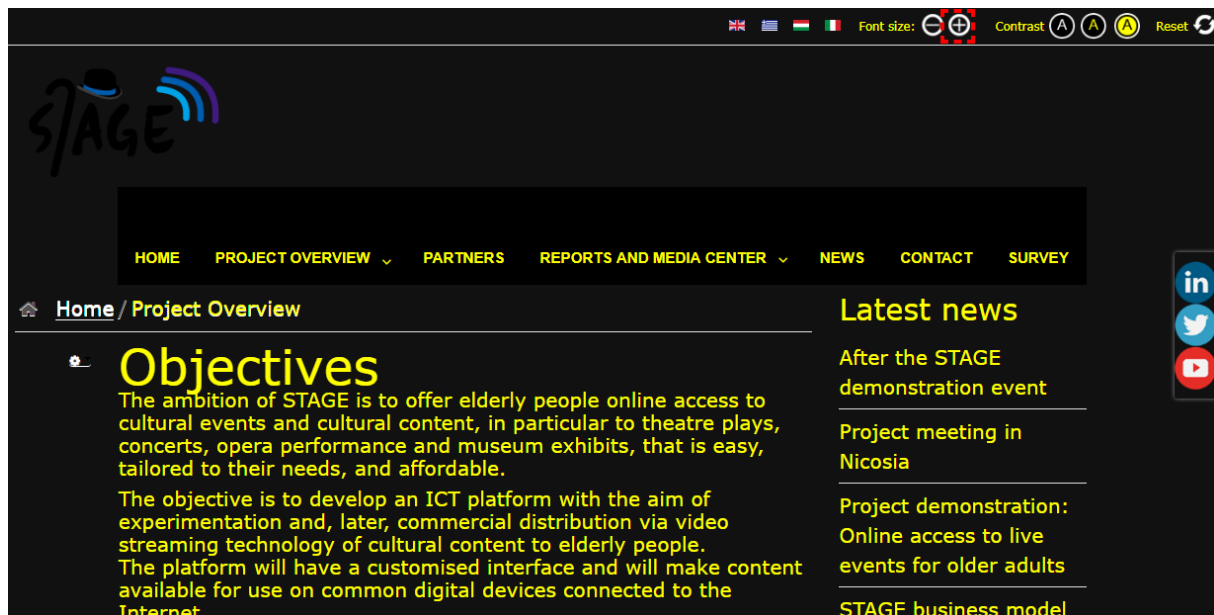 Font size: Contrast A A A Reset
STAGE
HOME PROJECT OVERVIEW PARTNERS REPORTS AND MEDIA CENTER NEWS CONTACT SURVEY
Home / Project Overview
Objectives
The ambition of STAGE is to offer elderly people online access to
cultural events and cultural content, in particular to theatre plays,
concerts, opera performance and museum exhibits, that is easy,
tailored to their needs, and affordable.
The objective is to develop an ICT platform with the aim of
experimentation and, later, commercial distribution via video
streaming technology of cultural content to elderly people.
The platform will have a customised interface and will make content
available for use on common digital devices connected to the
Internet
Latest news
After the STAGE
demonstration event
Project meeting in
Nicosia
Project demonstration:
Online access to live
events for older adults
STAGE business model
in